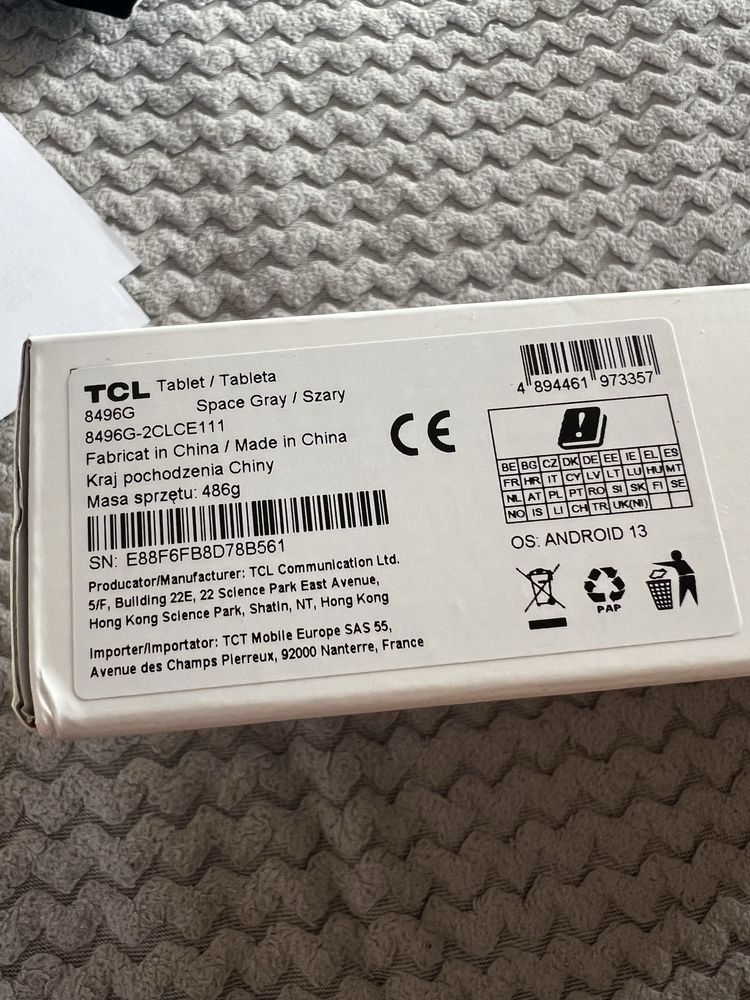 TCL Tablet / Tableta
8496G Space Gray / Szary
8496G-2CLCE111
Fabricat in China / Made in China
Kraj pochodzenia Chiny
Masa sprzętu: 486g
SN: E88F6FB8D78B561
Producator/Manufacturer: TCL Communication Ltd.
5/F, Building 22E, 22 Science Park East Avenue,
Hong Kong Science Park, Shatin, NT, Hong Kong
Importer/Importator: TCT Mobile Europe SAS 55,
Avenue des Champs Pierreux, 92000 Nanterre, France
CE
4 894461 973357
BE BG CZ DK DE EE IE EL ES
FR HR IT CY LV LT LU HU MT
NL AT PL PT RO SI SK FI SE
NO IS LI CH TR UK(NI)
OS: ANDROID 13
PAP